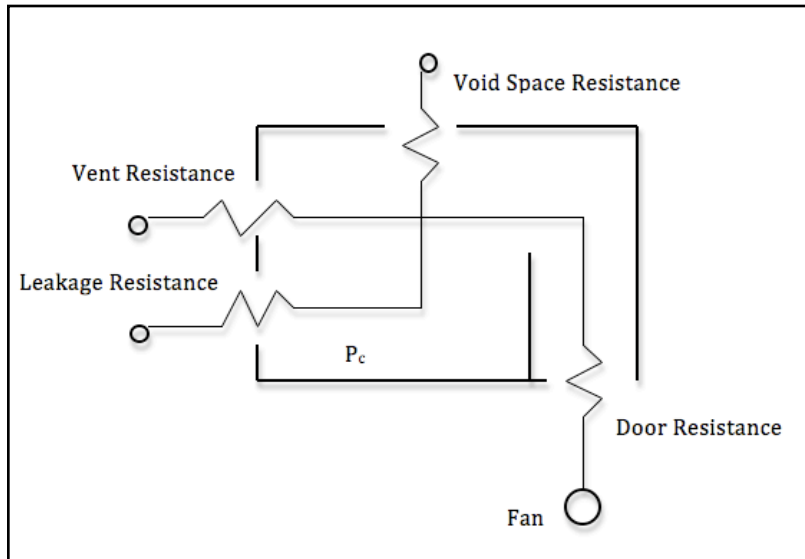 Void Space Resistance
Vent Resistance
Leakage Resistance
Pc
Door Resistance
Fan